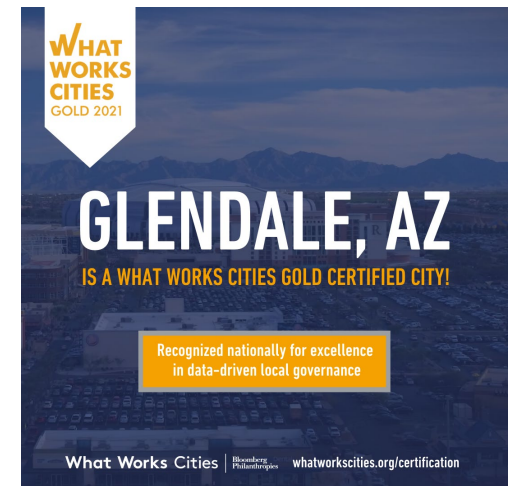 WHAT
WORKS
CITIES
GOLD 2021
GLENDALE, AZ
IS A WHAT WORKS CITIES GOLD CERTIFIED CITY!
Recognized nationally for excellence
in data-driven local governance
What Works Cities
Bloomberg
Philanthropies
whatworkscities.org/certification